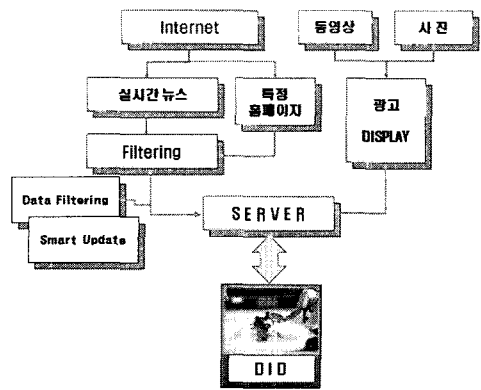 Internet
동영상
사 진
실시간 뉴스
특정
홈페이지
광고
DISPLAY
Filtering
Data Filtering
Smart Update
SERVER
DID